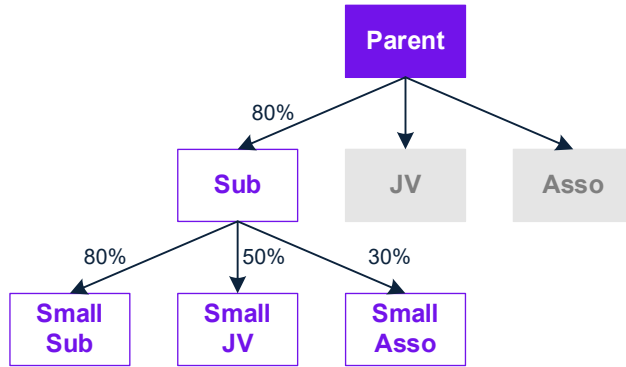 Parent
80%
Sub
JV
Asso
80%
50%
30%
Small
Sub
Small
JV
Small
Asso